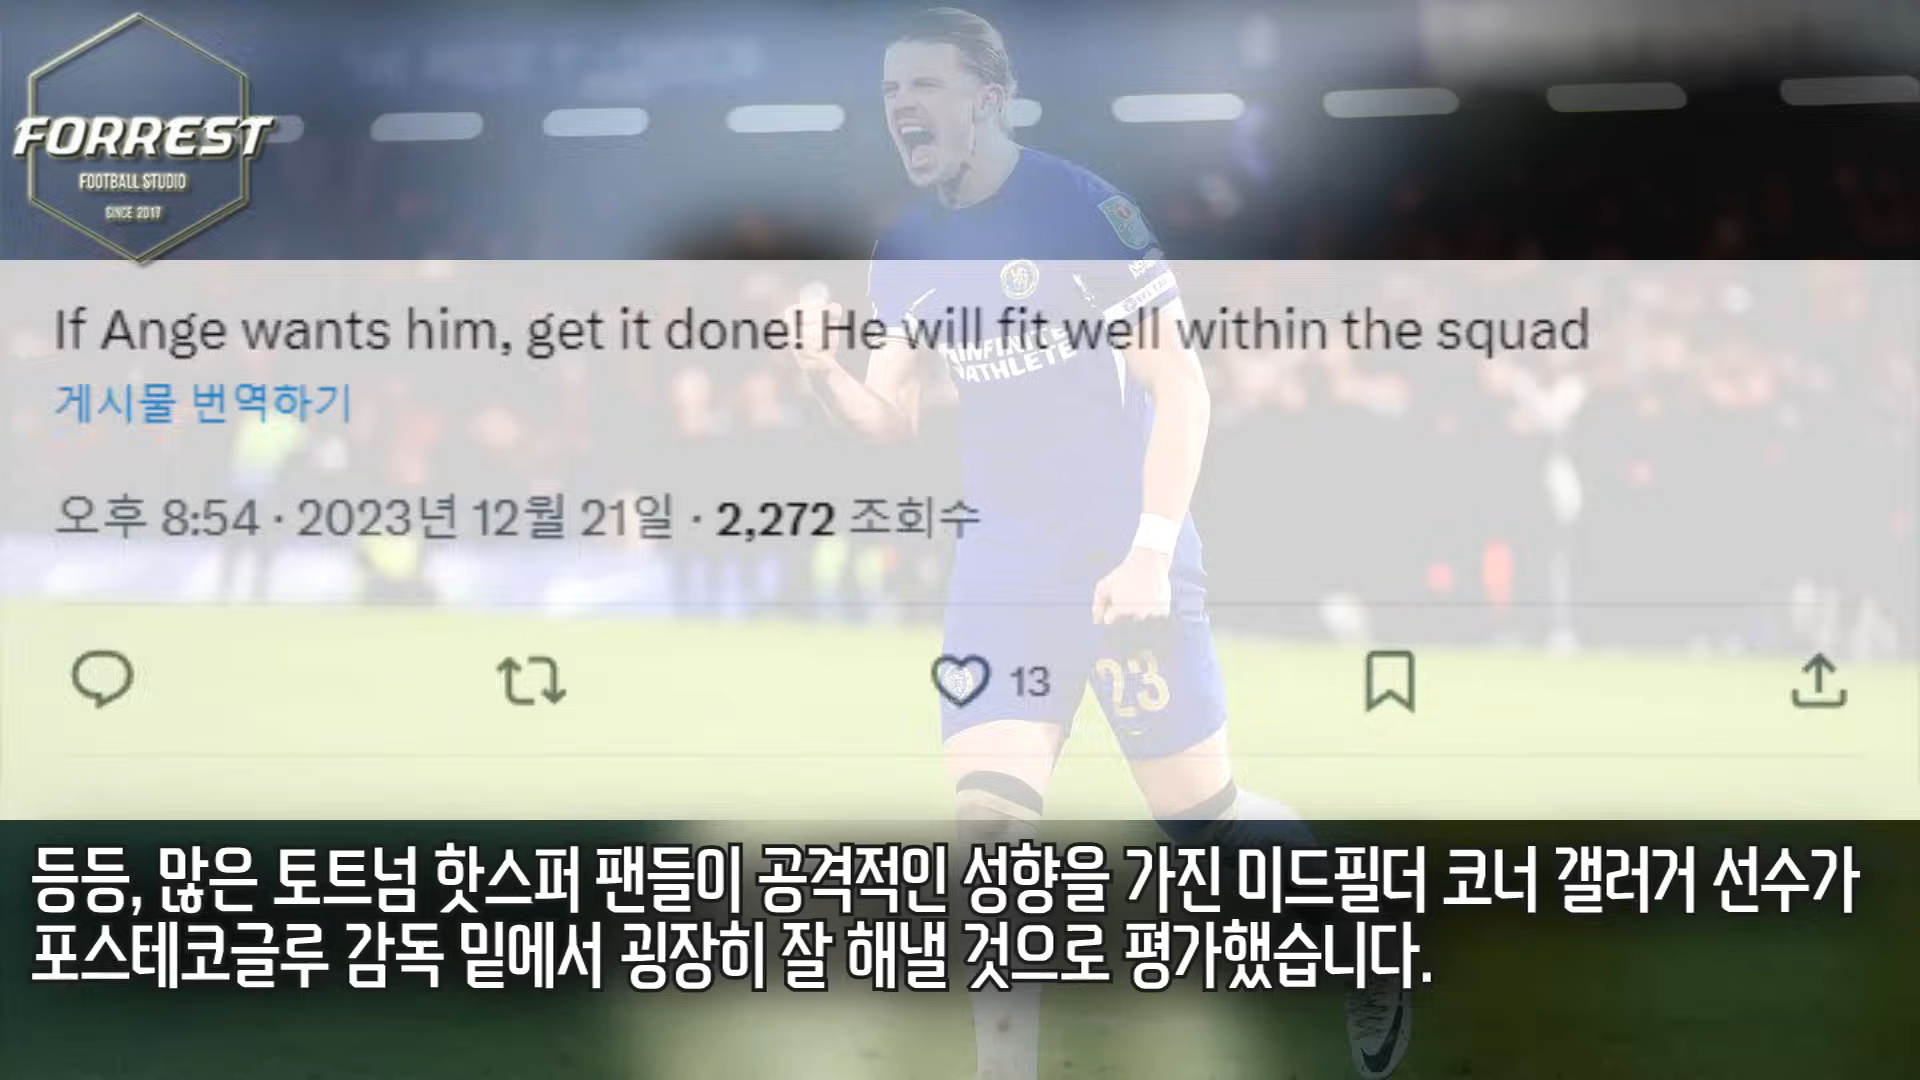 FORREST
FOOTBALL STUDIO
SINCE 2017
If Ange wants him, get it done! He will fit well within the squad
게시물 번역하기
오후 8:54 · 2023년 12월 21일 · 2,272 조회수
INFINITE
ATHLETE
13
23
등등, 많은 토트넘 핫스퍼 팬들이 공격적인 성향을 가진 미드필더 코너 갤러거 선수가
포스테코글루 감독 밑에서 굉장히 잘 해낼 것으로 평가했습니다.